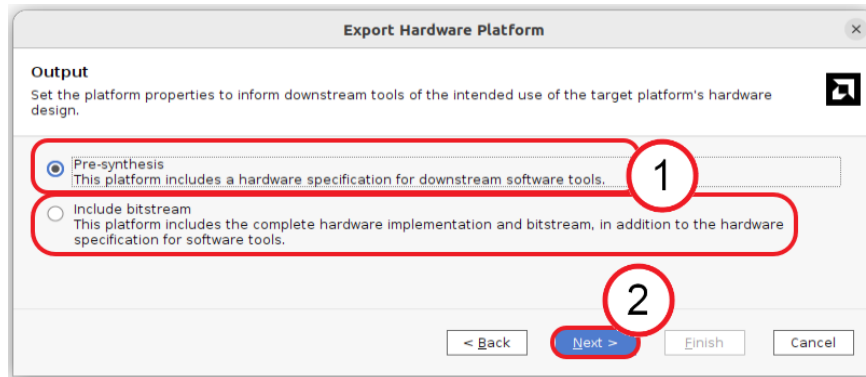 Export Hardware Platform
Output
Set the platform properties to inform downstream tools of the intended use of the target platform's hardware
design.
Pre-synthesis
This platform includes a hardware specification for downstream software tools.
1
Include bitstream
This platform includes the complete hardware implementation and bitstream, in addition to the hardware
specification for software tools.
2
< Back Next > Finish Cancel